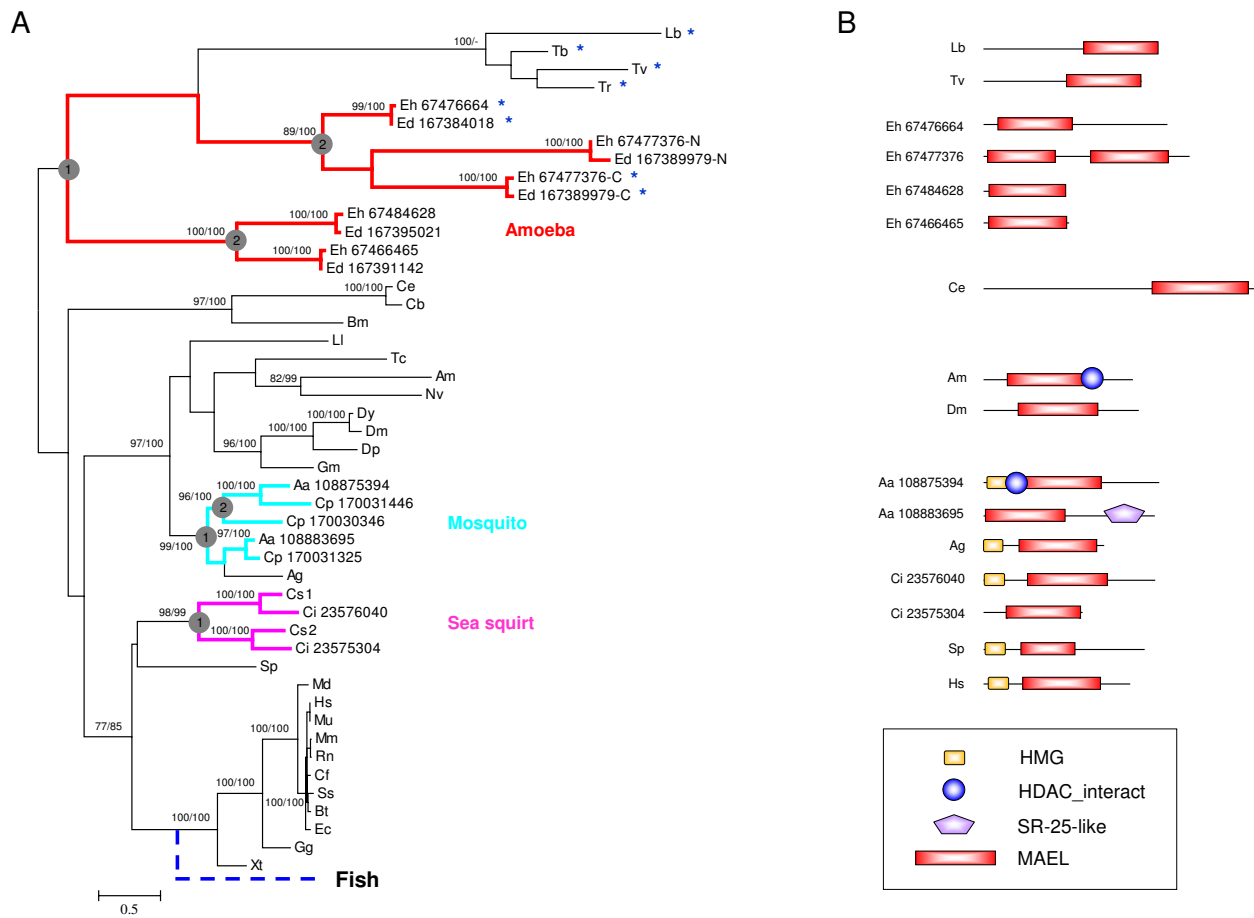 A
100/-
Lb *
Tb *
Tv *
Tr *
99/100
Eh 67476664 *
Ed 167384018 *
89/100
2
100/100
Eh 67477376-N
Ed 167389979-N
100/100
Eh 67477376-C *
Ed 167389979-C *
1
100/100
Eh 67484628
Ed 167395021
100/100
2
100/100
Eh 67466465
Ed 167391142
Amoeba
97/100
100/100
Ce
Cb
Bm
Ll
Tc
82/99
Am
Nv
97/100
100/100
100/100
Dy
Dm
Dp
96/100
Gm
100/100
Aa 108875394
Cp 170031446
96/100
2
Cp 170030346
Mosquito
1
99/100
97/100
Aa 108883695
Cp 170031325
Ag
100/100
Cs1
Ci 23576040
98/99
1
100/100
Cs2
Ci 23575304
Sea squirt
Sp
77/85
Md
Hs
Mu
Mm
Rn
Cf
Ss
Bt
Ec
100/100
100/100
100/100
100/100
Gg
Xt
Fish
0.5
B
Lb
Tv
Eh 67476664
Eh 67477376
Eh 67484628
Eh 67466465
Ce
Am
Dm
Aa 108875394
Aa 108883695
Ag
Ci 23576040
Ci 23575304
Sp
Hs
HMG
HDAC_interact
SR-25-like
MAEL